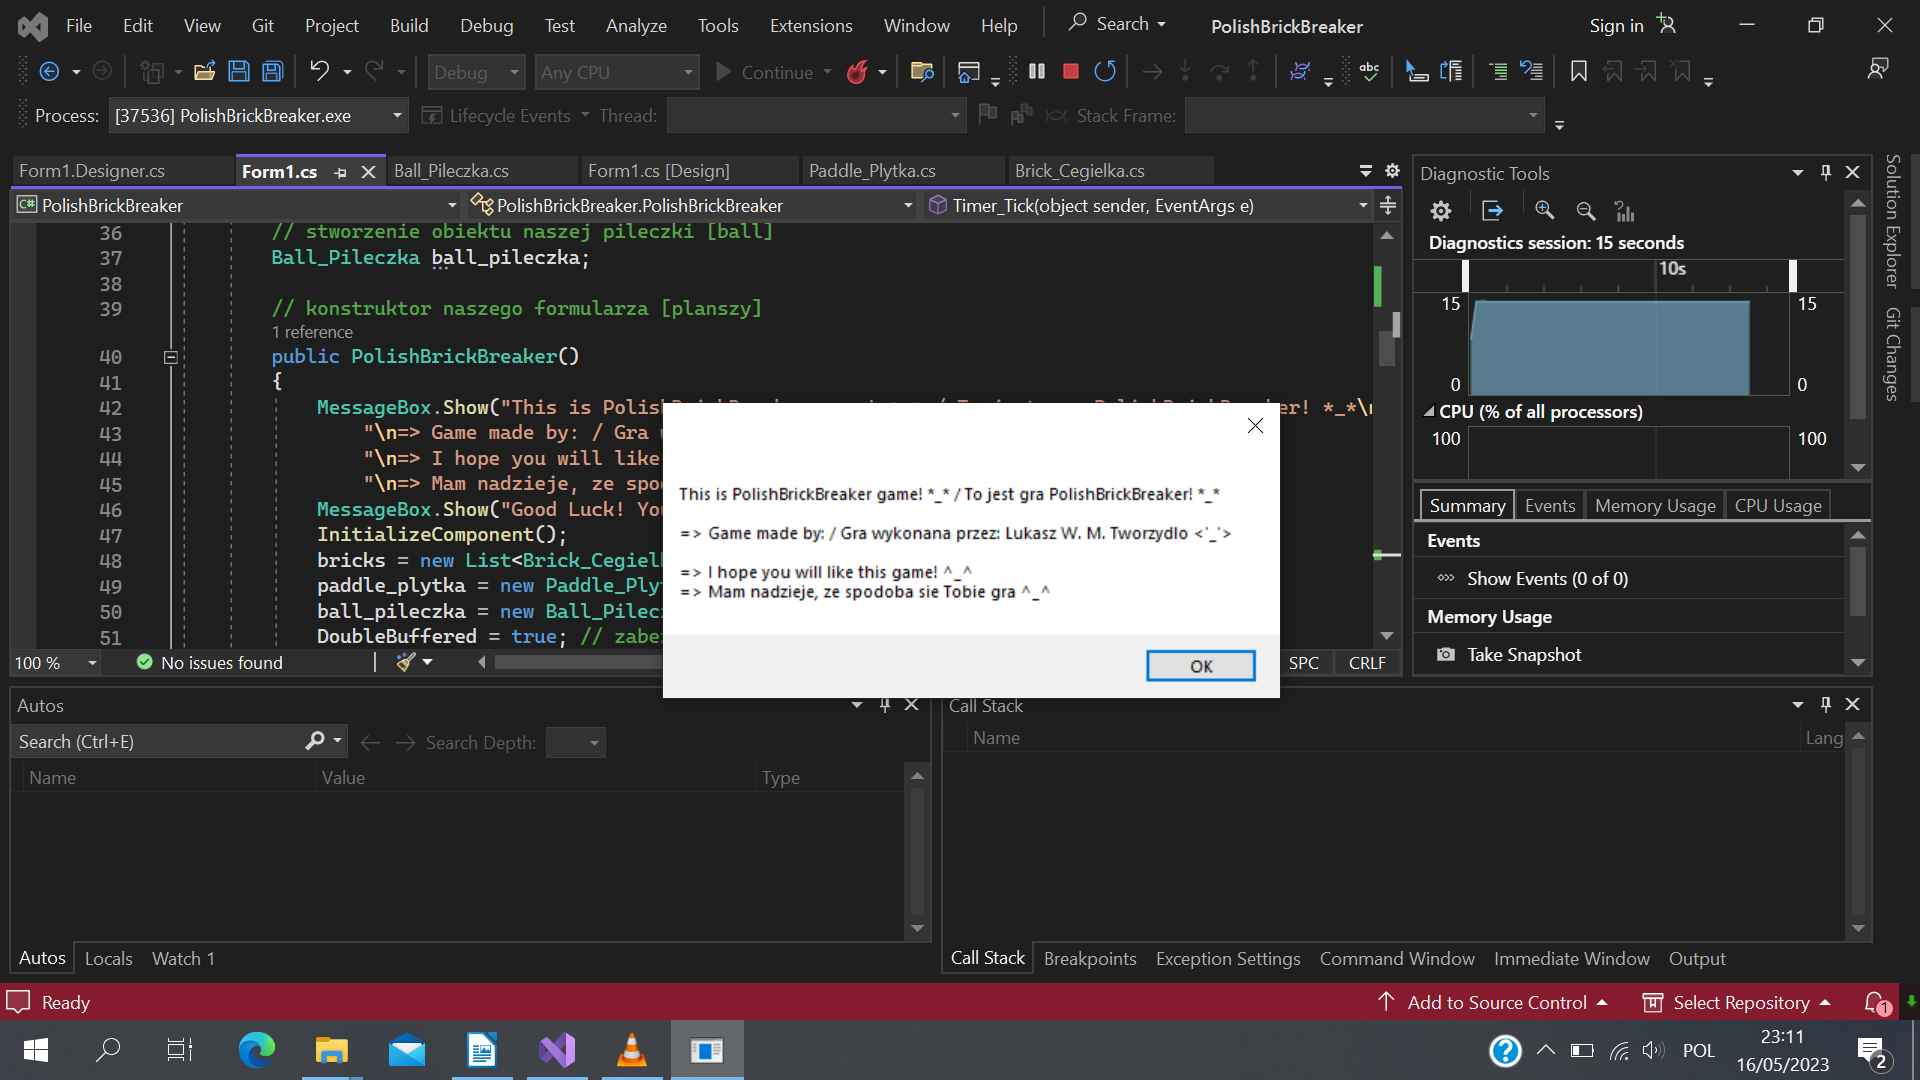 File Edit View Git Project Build Debug Test Analyze Tools Extensions Window Help Search PolishBrickBreaker Sign in
Debug Any CPU Continue abc
Process: [37536] PolishBrickBreaker.exe Lifecycle Events Thread: Stack Frame:
Form1.Designer.cs Form1.cs Ball_Pileczka.cs Form1.cs [Design] Paddle_Plytka.cs Brick_Cegielka.cs
C# PolishBrickBreaker PolishBrickBreaker.PolishBrickBreaker Timer_Tick(object sender, EventArgs e)
36 // stworzenie obiektu naszej pileczki [ball]
37 Ball_Pileczka ball_pileczka;
38
39 // konstruktor naszego formularza [planszy]
1 reference
40 public PolishBrickBreaker()
41 {
42 MessageBox.Show("This is Polish er! *_*\n
43 "\n=> Game made by: / Gra
44 "\n=> I hope you will like
45 "\n=> Mam nadzieje, ze spo
46 MessageBox.Show("Good Luck! Yo
47 InitializeComponent();
48 bricks = new List<Brick_Cegiel
49 paddle_plytka = new Paddle_Ply
50 ball_pileczka = new Ball_Pilec
51 DoubleBuffered = true; // zabe
100 % No issues found SPC CRLF
This is PolishBrickBreaker game! *_* / To jest gra PolishBrickBreaker! *_*
=> Game made by: / Gra wykonana przez: Lukasz W. M. Tworzydlo <'_'>
=> I hope you will like this game! ^_^
=> Mam nadzieje, ze spodoba sie Tobie gra ^_^
OK
Diagnostic Tools
Diagnostics session: 15 seconds
10s
15 15
0 0
CPU (% of all processors)
100 100
Summary Events Memory Usage CPU Usage
Events
Show Events (0 of 0)
Memory Usage
Take Snapshot
Solution Explorer
Git Changes
Autos
Search (Ctrl+E) Search Depth:
Name Value Type
Autos Locals Watch 1
Call Stack
Name Lang
Call Stack Breakpoints Exception Settings Command Window Immediate Window Output
Ready Add to Source Control Select Repository 1
POL 23:11
16/05/2023
2